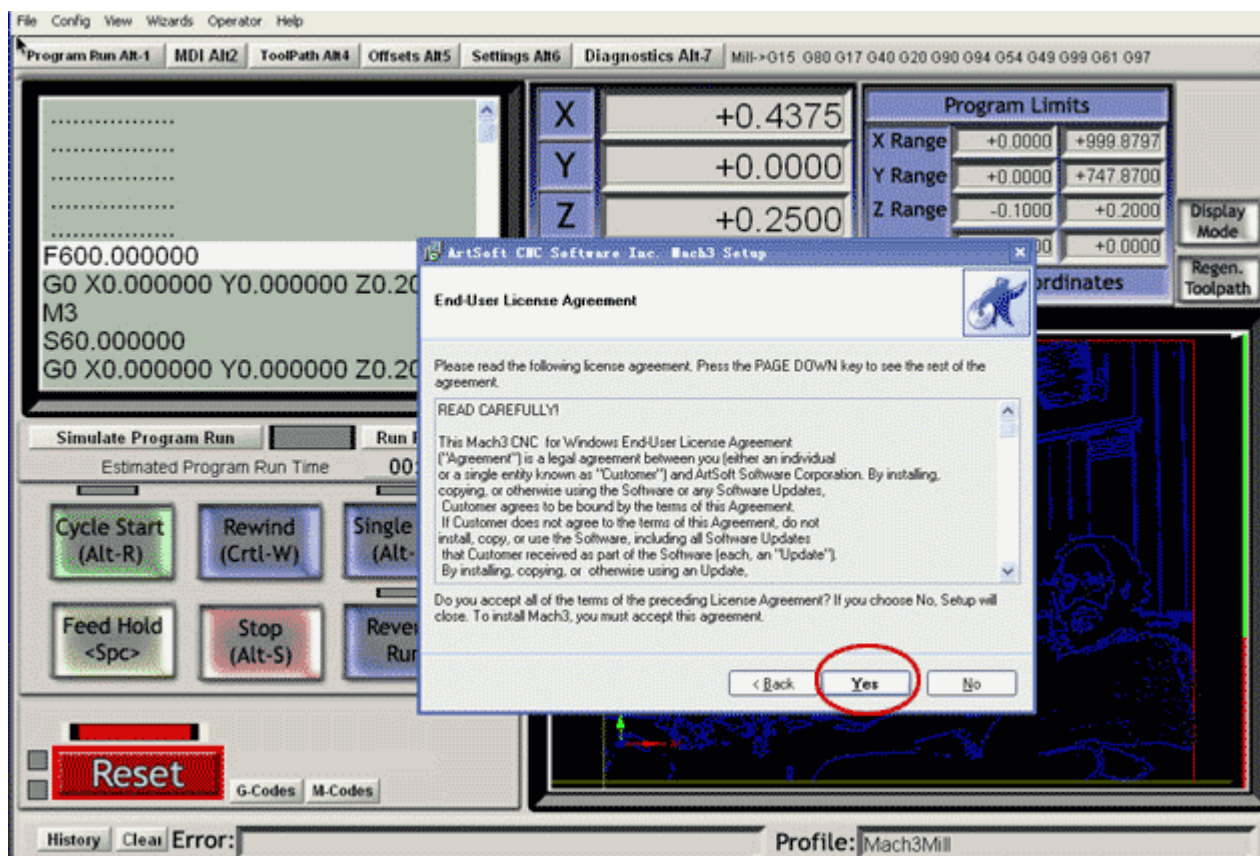 File Config View Wizards Operator Help
Program Run Alt-1 MDI Alt2 ToolPath Alt4 Offsets Alt5 Settings Alt6 Diagnostics Alt-7 Mill->G15 G80 G17 G40 G20 G90 G94 G54 G49 G99 G61 G97
F600.000000
G0 X0.000000 Y0.000000 Z0.20
M3
S60.000000
G0 X0.000000 Y0.000000 Z0.20
X +0.4375
Y +0.0000
Z +0.2500
Program Limits
X Range +0.0000 +999.8797
Y Range +0.0000 +747.8700
Z Range -0.1000 +0.2000
00 +0.0000
Display
Mode
Regen.
Toolpath
ArtSoft CNC Software Inc. Mach3 Setup
End-User License Agreement
Please read the following license agreement. Press the PAGE DOWN key to see the rest of the
agreement.
READ CAREFULLY!
This Mach3 CNC for Windows End-User License Agreement
("Agreement") is a legal agreement between you (either an individual
or a single entity known as "Customer") and ArtSoft Software Corporation. By installing,
copying, or otherwise using the Software or any Software Updates,
Customer agrees to be bound by the terms of this Agreement.
If Customer does not agree to the terms of this Agreement, do not
install, copy, or use the Software, including all Software Updates
that Customer received as part of the Software (each, an "Update").
By installing, copying, or otherwise using an Update,
Do you accept all of the terms of the preceding License Agreement? If you choose No, Setup will
close. To install Mach3, you must accept this agreement.
< Back Yes No
Simulate Program Run
Estimated Program Run Time 00:
Cycle Start
(Alt-R)
Rewind
(Crtl-W)
Single
(Alt-
Feed Hold
<Spc>
Stop
(Alt-S)
Rever
Run
Reset
G-Codes M-Codes
History Clear Error:
Profile: Mach3Mill